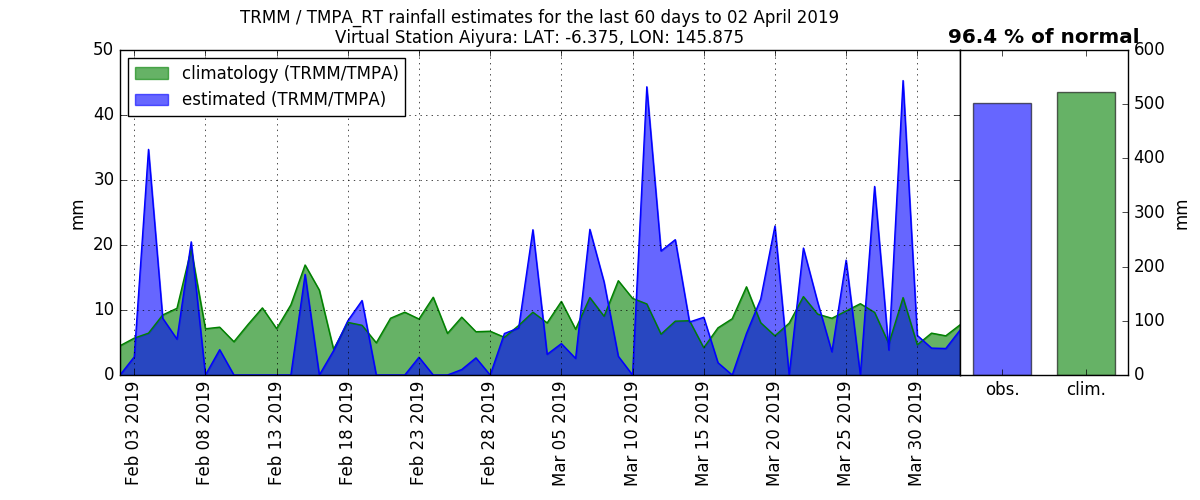 TRMM / TMPA_RT rainfall estimates for the last 60 days to 02 April 2019
Virtual Station Aiyura: LAT: -6.375, LON: 145.875
96.4 % of normal
climatology (TRMM/TMPA)
estimated (TRMM/TMPA)
mm
50
40
30
20
10
0
Feb 03 2019
Feb 08 2019
Feb 13 2019
Feb 18 2019
Feb 23 2019
Feb 28 2019
Mar 05 2019
Mar 10 2019
Mar 15 2019
Mar 20 2019
Mar 25 2019
Mar 30 2019
obs.
clim.
600
500
400
300
200
100
0
mm